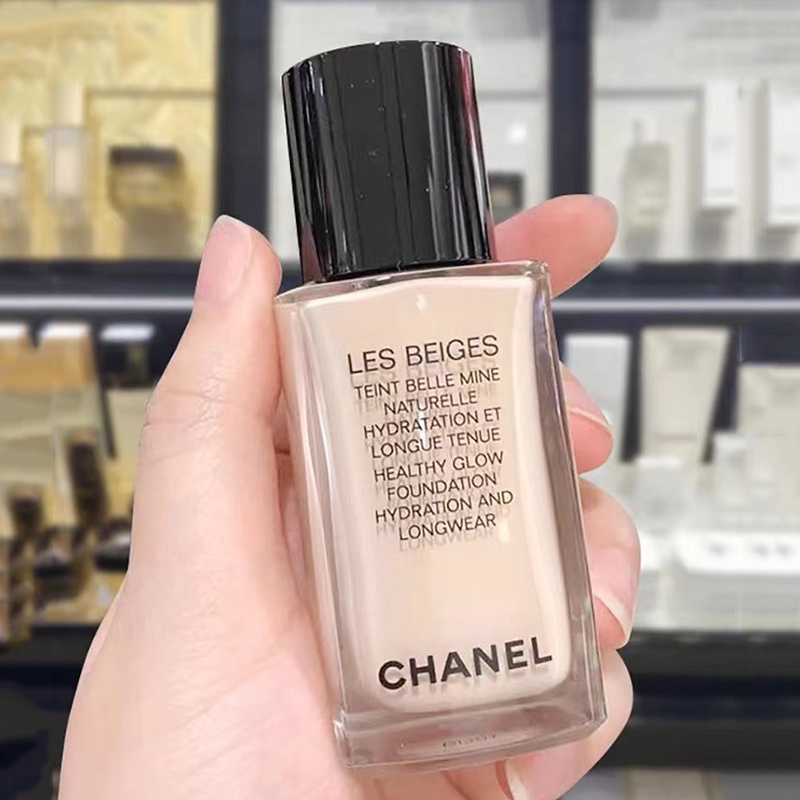 LES BEIGES
TEINT BELLE MINE
NATURELLE
HYDRATATION ET
LONGUE TENUE
HEALTHY GLOW
FOUNDATION
HYDRATION AND
LONGWEAR
CHANEL